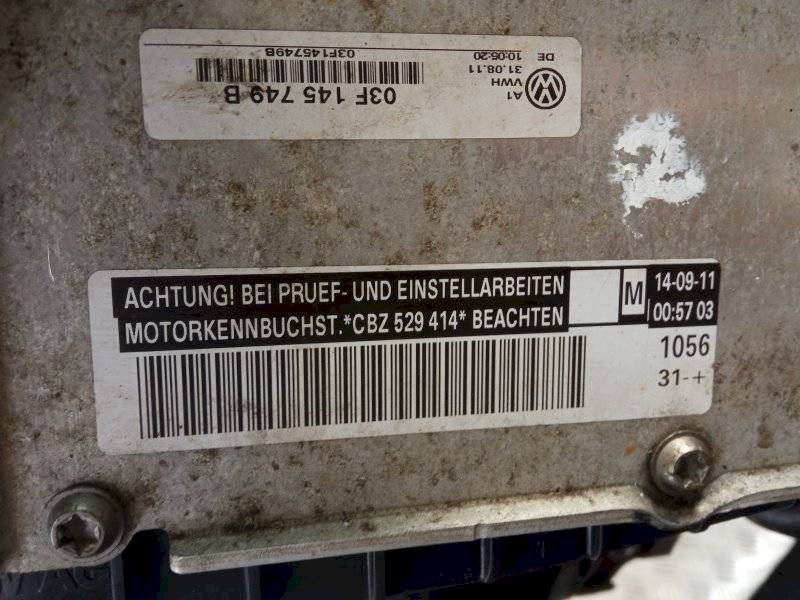 03F 145 749 B
03F145749B
A1
VWH
31.08.11
10:05:20
DE
ACHTUNG! BEI PRUEF- UND EINSTELLARBEITEN
MOTORKENNBUCHST.*CBZ 529 414* BEACHTEN
M
14-09-11
00:57 03
1056
31-+